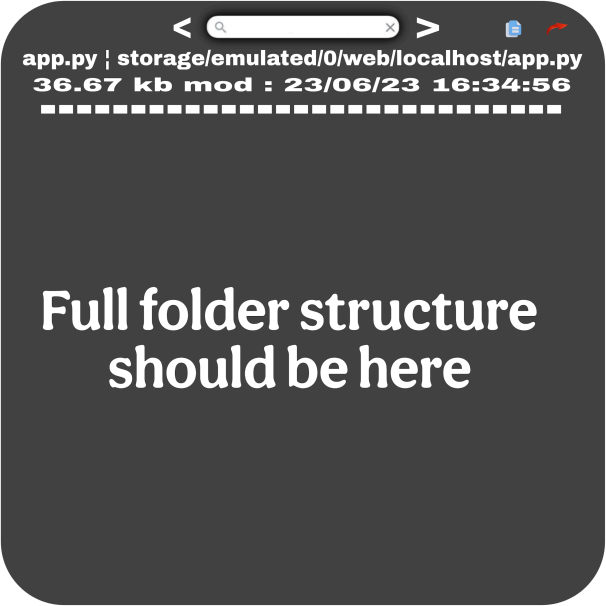 < >
app.py ¦ storage/emulated/0/web/localhost/app.py
36.67 kb mod : 23/06/23 16:34:56
Full folder structure
should be here